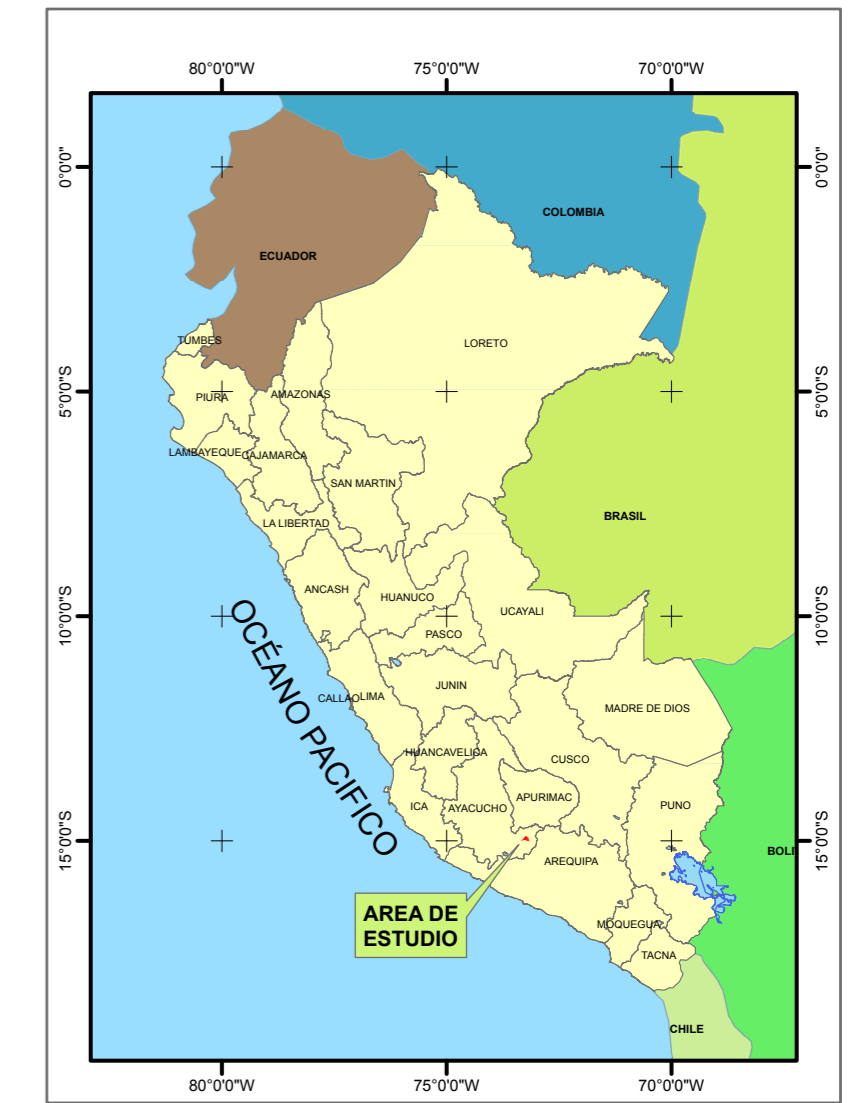 80°0'0"W 75°0'0"W 70°0'0"W
0°0'0" 0°0'0"
COLOMBIA
ECUADOR
TUMBES
LORETO
5°0'0"S 5°0'0"S
PIURA
AMAZONAS
LAMBAYEQUE
CAJAMARCA
SAN MARTIN
BRASIL
LA LIBERTAD
ANCASH
HUANUCO
UCAYALI
10°0'0"S 10°0'0"S
PASCO
OCÉANO PACIFICO
JUNIN
CALLAO
LIMA
MADRE DE DIOS
HUANCAVELICA
CUSCO
APURIMAC
ICA
AYACUCHO
PUNO
15°0'0"S 15°0'0"S
BOLI
AREQUIPA
AREA DE
ESTUDIO
MOQUEGUA
TACNA
CHILE
80°0'0"W 75°0'0"W 70°0'0"W